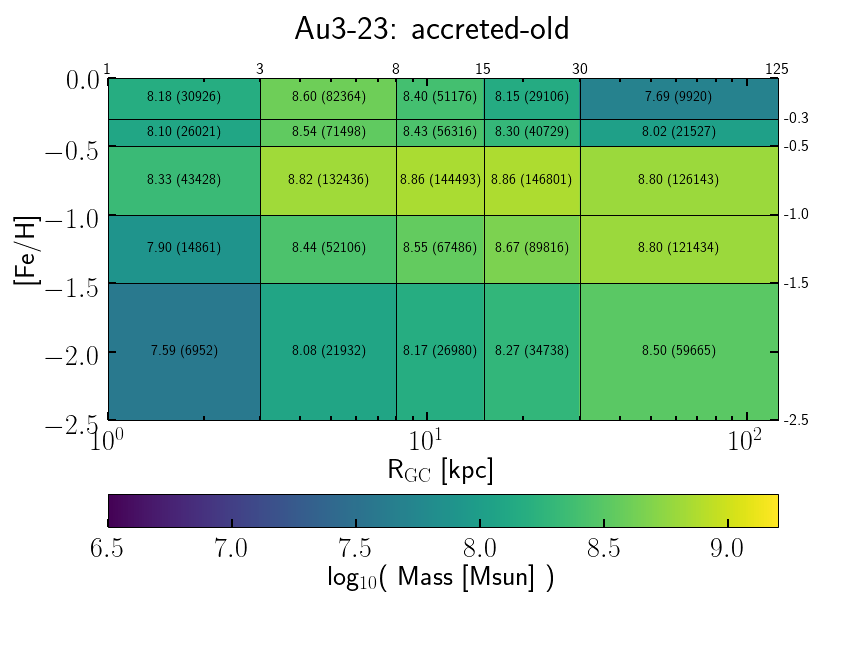 Au3-23: accreted-old
1 3 8 15 30 125
0.0
8.18 (30926) 8.60 (82364) 8.40 (51176) 8.15 (29106) 7.69 (9920)
-0.3
8.10 (26021) 8.54 (71498) 8.43 (56316) 8.30 (40729) 8.02 (21527)
−0.5 -0.5
8.33 (43428) 8.82 (132436) 8.86 (144493) 8.86 (146801) 8.80 (126143)
−1.0 -1.0
[Fe/H]
7.90 (14861) 8.44 (52106) 8.55 (67486) 8.67 (89816) 8.80 (121434)
−1.5 -1.5
7.59 (6952) 8.08 (21932) 8.17 (26980) 8.27 (34738) 8.50 (59665)
−2.0
−2.5 -2.5
10⁰ 10¹ 10²
R_GC [kpc]
6.5 7.0 7.5 8.0 8.5 9.0
log₁₀( Mass [Msun] )